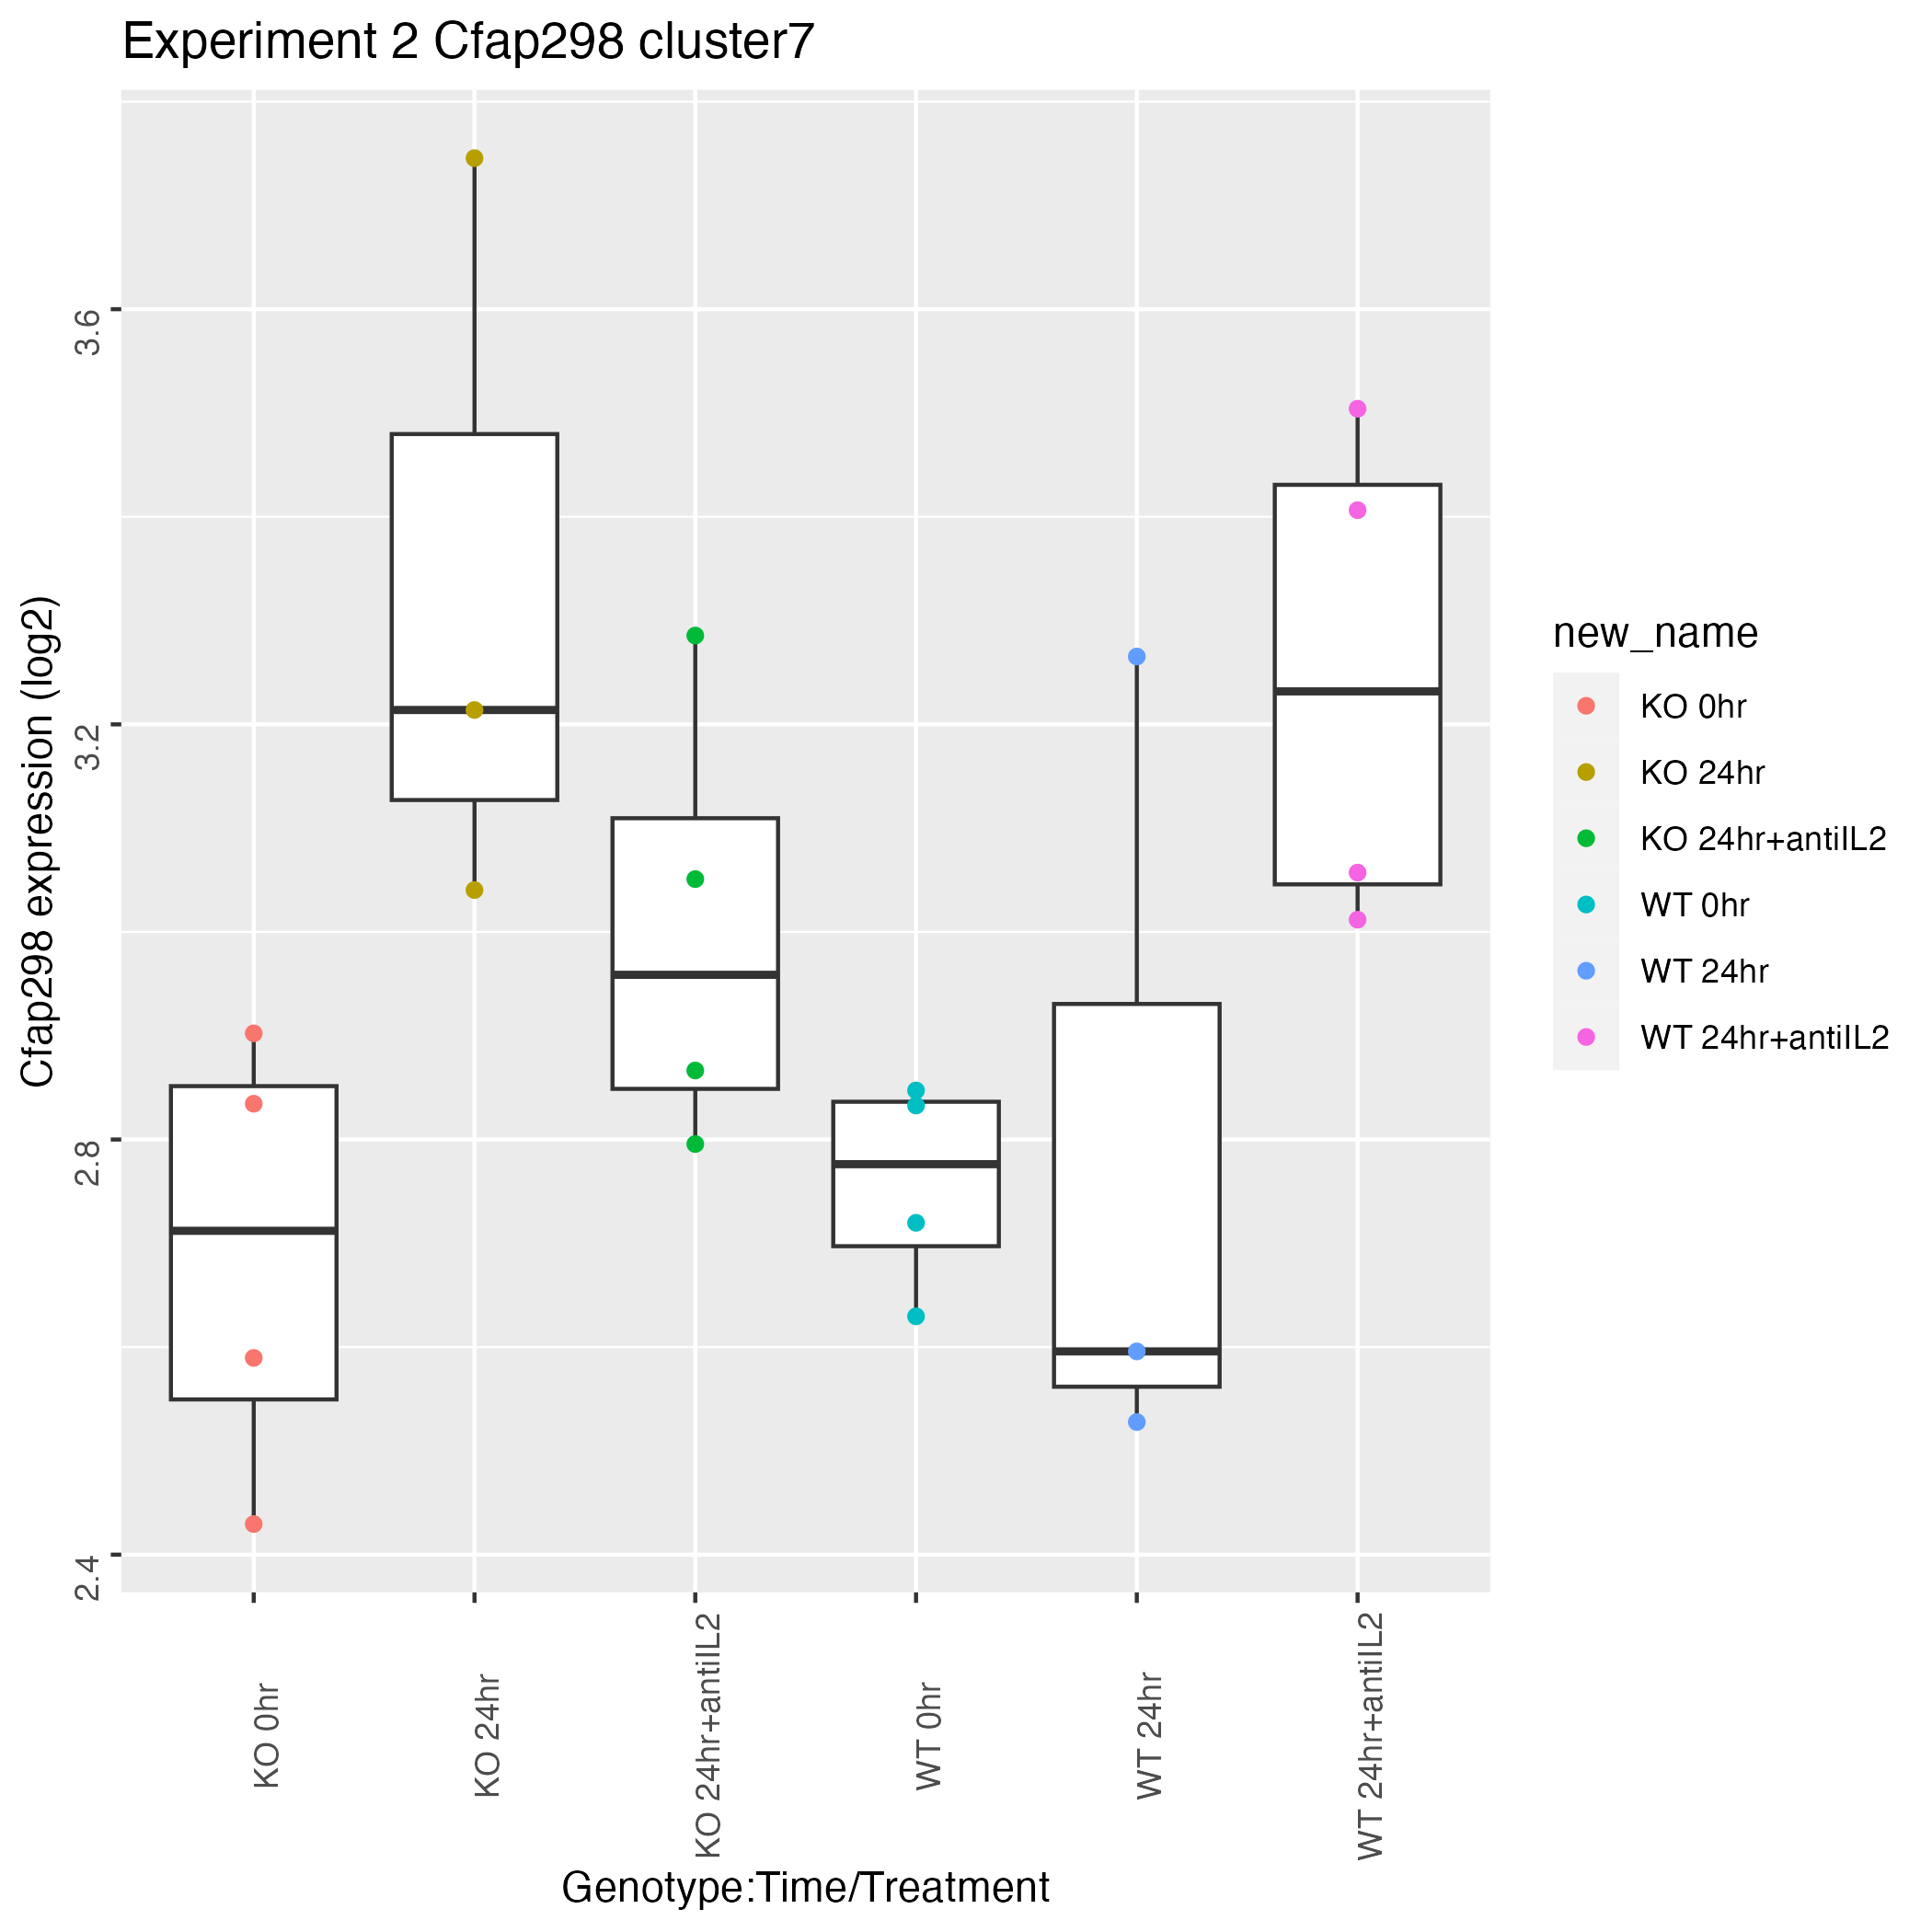 Experiment 2 Cfap298 cluster7
Cfap298 expression (log2)
3.6
3.2
2.8
2.4
KO 0hr
KO 24hr
KO 24hr+antiIL2
WT 0hr
WT 24hr
WT 24hr+antiIL2
Genotype:Time/Treatment
new_name
KO 0hr
KO 24hr
KO 24hr+antiIL2
WT 0hr
WT 24hr
WT 24hr+antiIL2